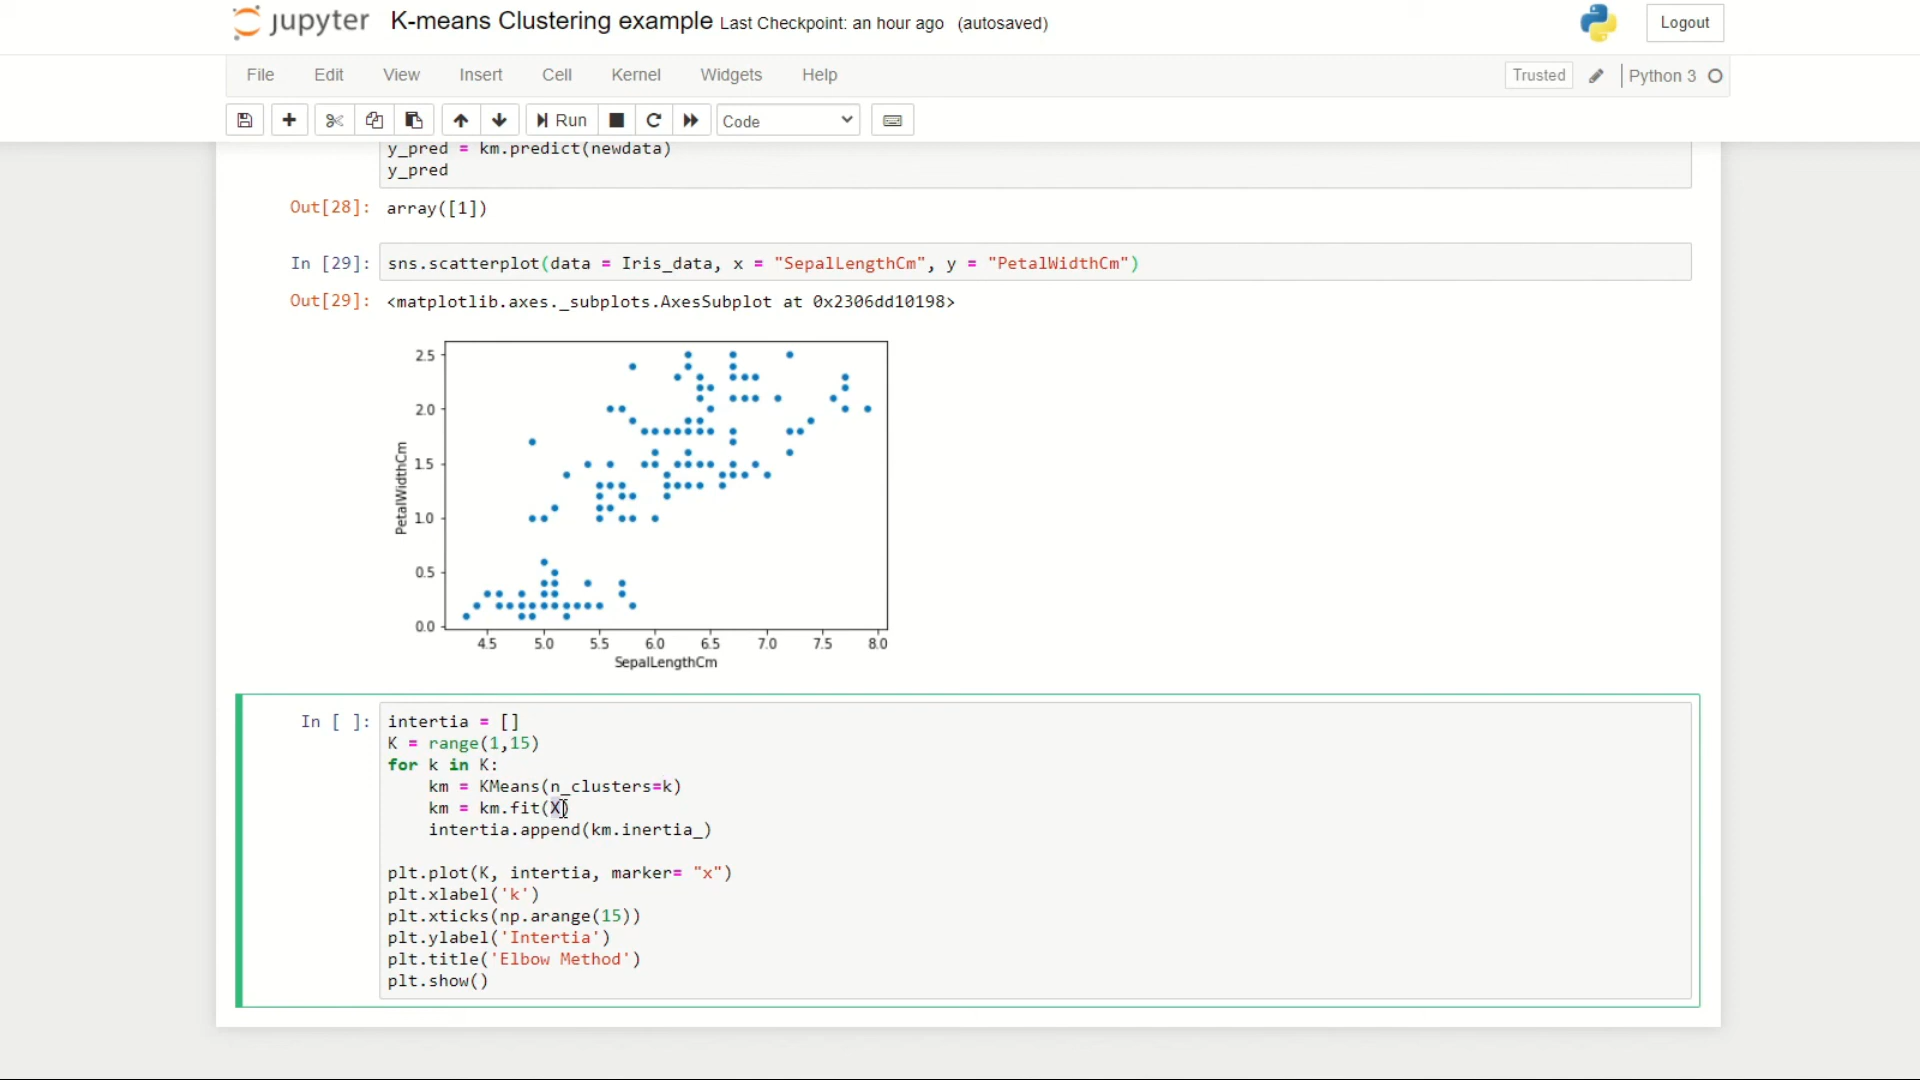 jupyter K-means Clustering example Last Checkpoint: an hour ago (autosaved) Logout
File Edit View Insert Cell Kernel Widgets Help Trusted Python 3
Run Code
y_pred = km.predict(newdata)
y_pred
Out[28]: array([1])
In [29]: sns.scatterplot(data = Iris_data, x = "SepalLengthCm", y = "PetalWidthCm")
Out[29]: <matplotlib.axes._subplots.AxesSubplot at 0x2306dd10198>
2.5
2.0
1.5
1.0
0.5
0.0
PetalWidthCm
4.5 5.0 5.5 6.0 6.5 7.0 7.5 8.0
SepalLengthCm
In [ ]: intertia = []
K = range(1,15)
for k in K:
    km = KMeans(n_clusters=k)
    km = km.fit(X)
    intertia.append(km.inertia_)
plt.plot(K, intertia, marker= "x")
plt.xlabel('k')
plt.xticks(np.arange(15))
plt.ylabel('Intertia')
plt.title('Elbow Method')
plt.show()